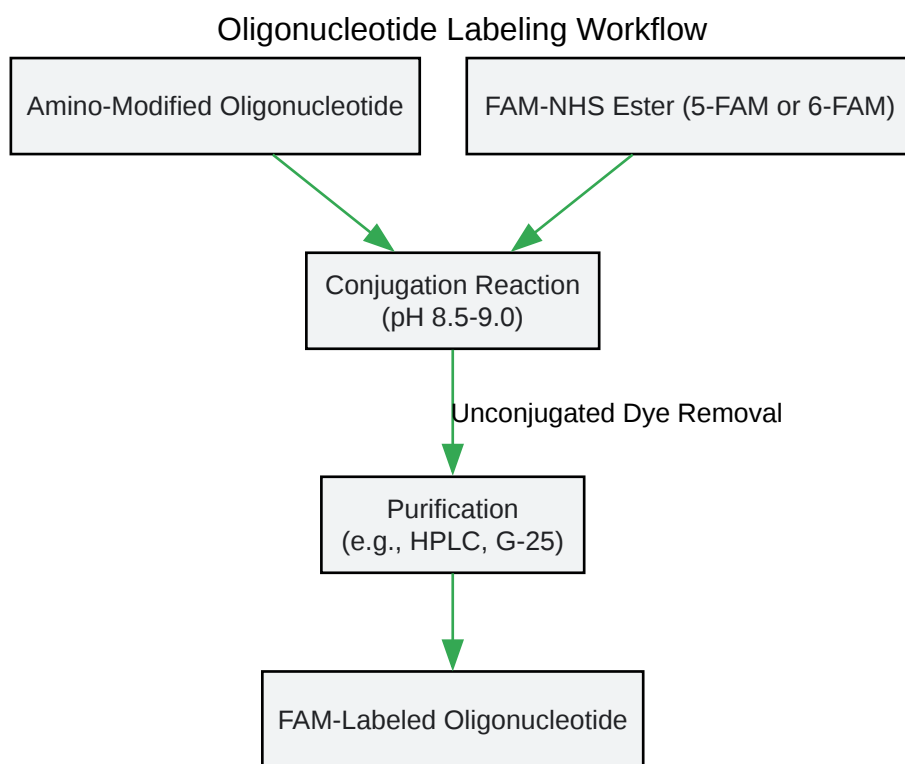 Oligonucleotide Labeling Workflow
Amino-Modified Oligonucleotide
FAM-NHS Ester (5-FAM or 6-FAM)
Conjugation Reaction
(pH 8.5-9.0)
Unconjugated Dye Removal
Purification
(e.g., HPLC, G-25)
FAM-Labeled Oligonucleotide